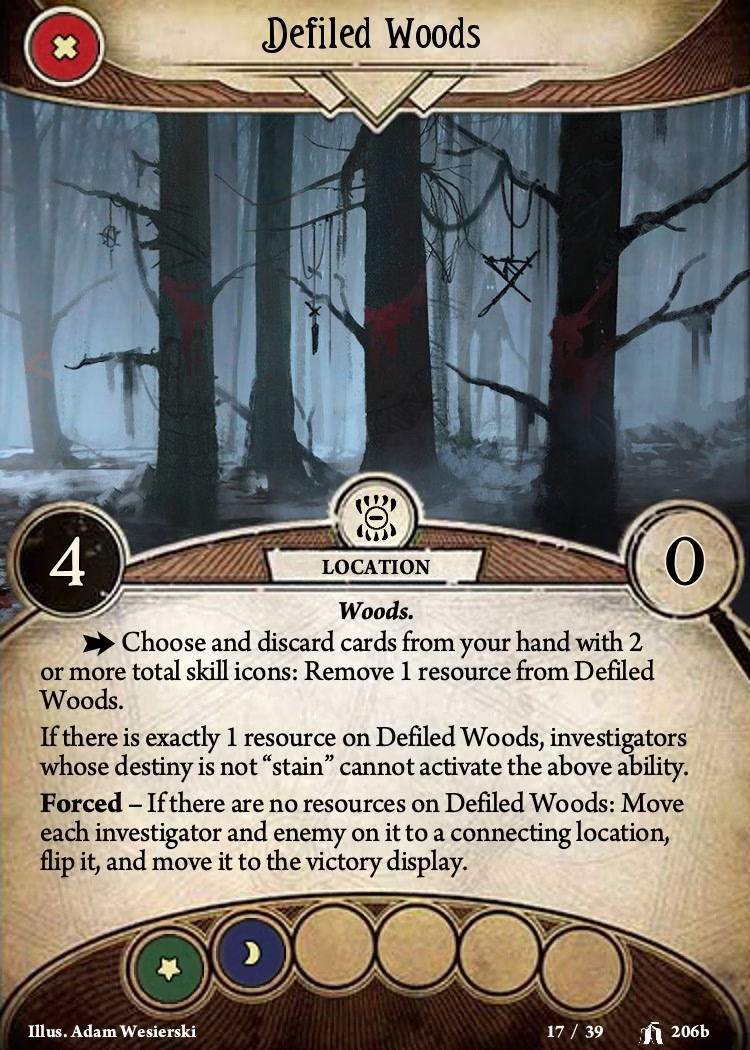 Defiled Woods
4
LOCATION
0
Woods.
Choose and discard cards from your hand with 2
or more total skill icons: Remove 1 resource from Defiled
Woods.
If there is exactly 1 resource on Defiled Woods, investigators
whose destiny is not “stain” cannot activate the above ability.
Forced – If there are no resources on Defiled Woods: Move
each investigator and enemy on it to a connecting location,
flip it, and move it to the victory display.
Illus. Adam Wesierski
17 / 39
206b